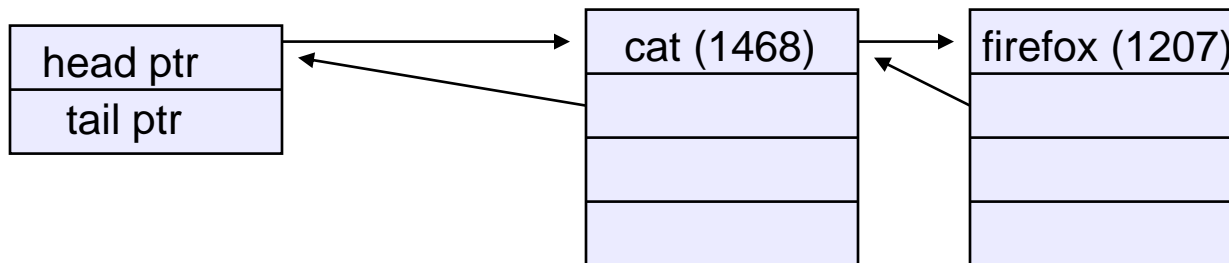 head ptr
tail ptr
cat (1468)
firefox (1207)